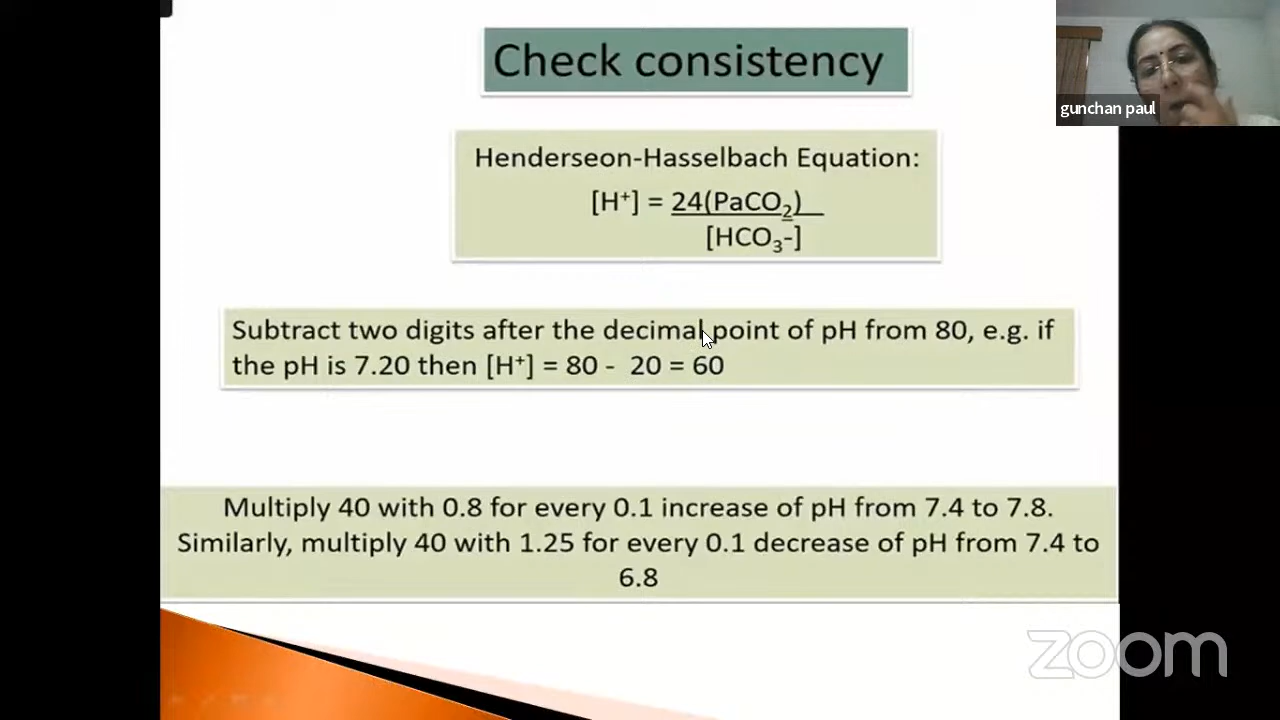 Check consistency
gunchan paul
Henderseon-Hasselbach Equation:
[H⁺] = 24(PaCO₂)
[HCO₃-]
Subtract two digits after the decimal point of pH from 80, e.g. if
the pH is 7.20 then [H⁺] = 80 - 20 = 60
Multiply 40 with 0.8 for every 0.1 increase of pH from 7.4 to 7.8.
Similarly, multiply 40 with 1.25 for every 0.1 decrease of pH from 7.4 to
6.8
zoom